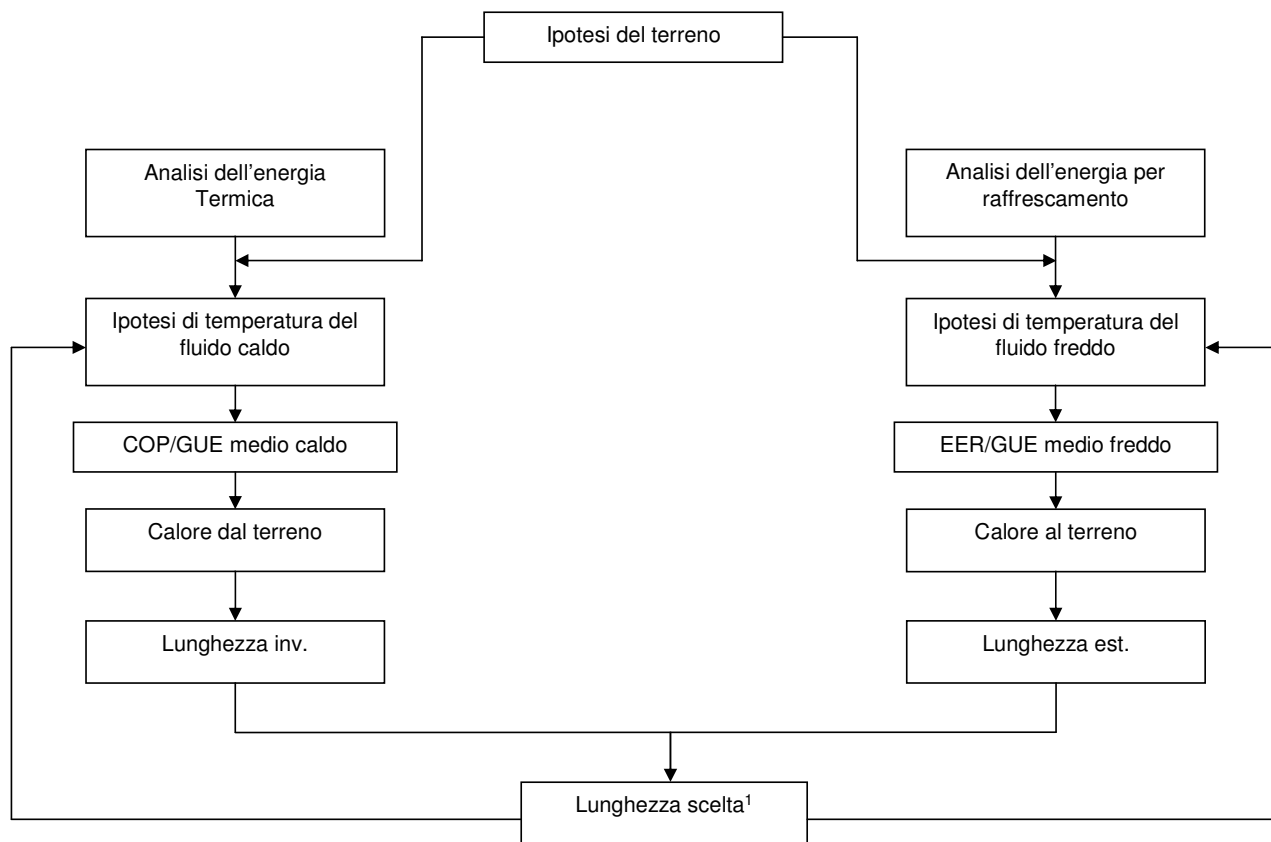 Ipotesi del terreno
Analisi dell'energia
Termica
Analisi dell'energia per
raffrescamento
Ipotesi di temperatura del
fluido caldo
Ipotesi di temperatura del
fluido freddo
COP/GUE medio caldo
EER/GUE medio freddo
Calore dal terreno
Calore al terreno
Lunghezza inv.
Lunghezza est.
Lunghezza scelta¹